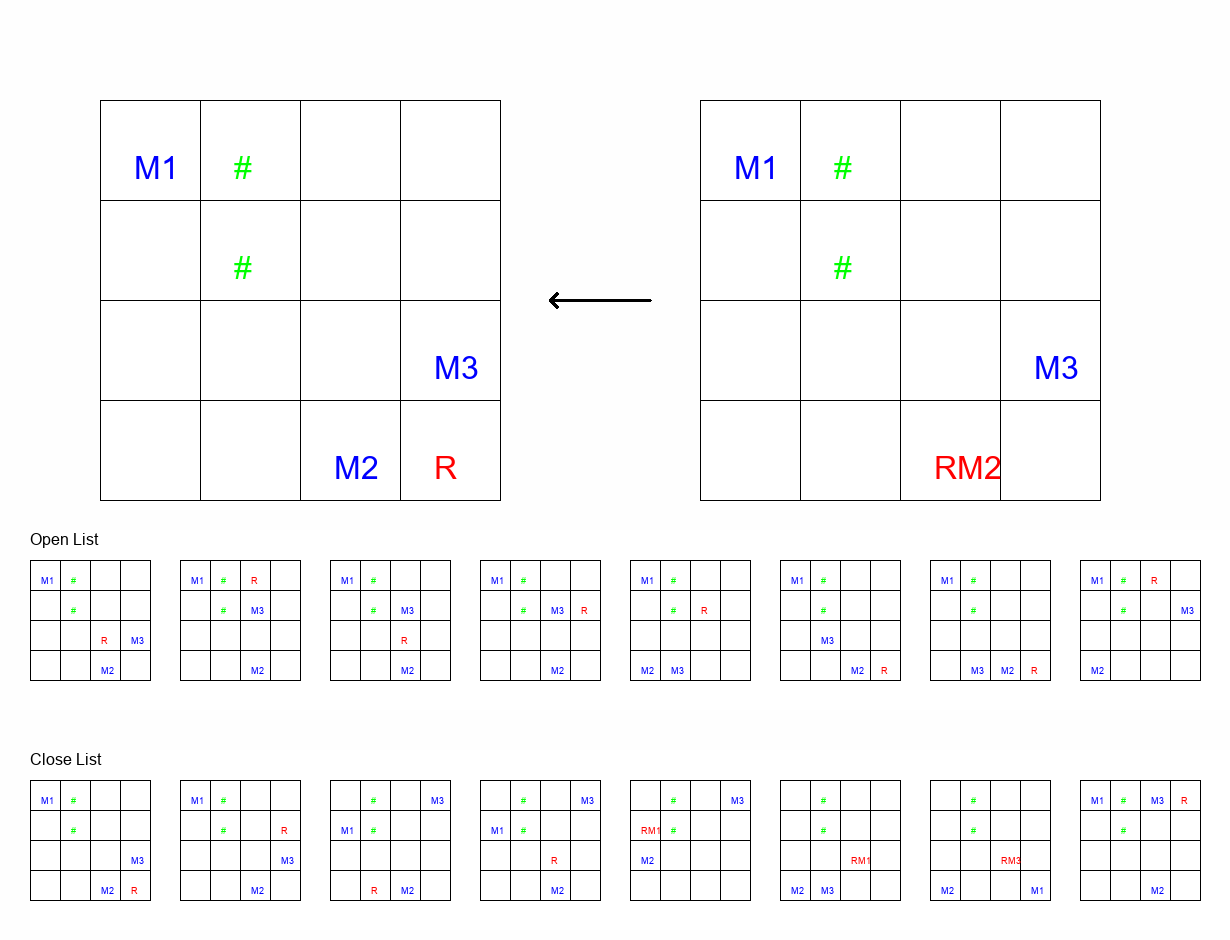 M1 # M1 #
# #
M3 M3
M2 R RM2
Open List
M1 # M1 # R M1 # M1 # M1 # M1 # M1 # M1 # R
# # M3 # M3 # M3 R # R # # # M3
R M3 R M3
M2 M2 M2 M2 M2 M3 M2 R M3 M2 R M2
Close List
M1 # M1 # # M3 # M3 # M3 # # M1 # M3 R
# # R M1 # M1 # RM1 # # # #
M3 M3 R M2 RM1 RM3
M2 R M2 R M2 M2 M2 M3 M2 M1 M2